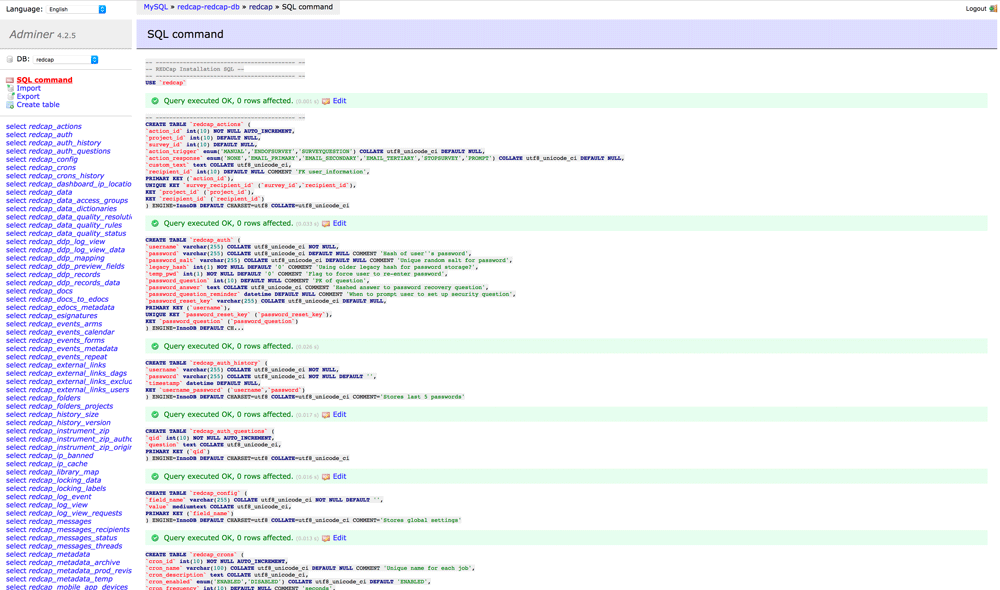 Language: English
MySQL » redcap-redcap-db » redcap » SQL command
Logout
Adminer 4.2.5
SQL command
DB: redcap
SQL command
Import
Export
Create table
select redcap_actions
select redcap_auth
select redcap_auth_history
select redcap_auth_questions
select redcap_config
select redcap_crons
select redcap_crons_history
select redcap_dashboard_ip_locatio
select redcap_data
select redcap_data_access_groups
select redcap_data_dictionaries
select redcap_data_quality_resoluti
select redcap_data_quality_rules
select redcap_data_quality_status
select redcap_ddp_log_view
select redcap_ddp_log_view_data
select redcap_ddp_mapping
select redcap_ddp_preview_fields
select redcap_ddp_records
select redcap_ddp_records_data
select redcap_docs
select redcap_docs_to_edocs
select redcap_edocs_metadata
select redcap_esignatures
select redcap_events_arms
select redcap_events_calendar
select redcap_events_forms
select redcap_events_metadata
select redcap_events_repeat
select redcap_external_links
select redcap_external_links_dags
select redcap_external_links_exclud
select redcap_external_links_users
select redcap_folders
select redcap_folders_projects
select redcap_history_size
select redcap_history_version
select redcap_instrument_zip
select redcap_instrument_zip_autho
select redcap_instrument_zip_origin
select redcap_ip_banned
select redcap_ip_cache
select redcap_library_map
select redcap_locking_data
select redcap_locking_labels
select redcap_log_event
select redcap_log_view
select redcap_log_view_requests
select redcap_messages
select redcap_messages_recipients
select redcap_messages_status
select redcap_messages_threads
select redcap_metadata
select redcap_metadata_archive
select redcap_metadata_prod_revis
select redcap_metadata_temp
select redcap_mobile_app_devices
-- ---------------------------------------- --
-- REDCap Installation SQL --
-- ---------------------------------------- --
USE `redcap`
Query executed OK, 0 rows affected. (0.001 s) Edit
-- ---------------------------------------- --
CREATE TABLE `redcap_actions` (
`action_id` int(10) NOT NULL AUTO_INCREMENT,
`project_id` int(10) DEFAULT NULL,
`survey_id` int(10) DEFAULT NULL,
`action_trigger` enum('MANUAL','ENDOFSURVEY','SURVEYQUESTION') COLLATE utf8_unicode_ci DEFAULT NULL,
`action_response` enum('NONE','EMAIL_PRIMARY','EMAIL_SECONDARY','EMAIL_TERTIARY','STOPSURVEY','PROMPT') COLLATE utf8_unicode_ci DEFAULT NULL,
`custom_text` text COLLATE utf8_unicode_ci,
`recipient_id` int(10) DEFAULT NULL COMMENT 'FK user_information',
PRIMARY KEY (`action_id`),
UNIQUE KEY `survey_recipient_id` (`survey_id`,`recipient_id`),
KEY `project_id` (`project_id`),
KEY `recipient_id` (`recipient_id`)
) ENGINE=InnoDB DEFAULT CHARSET=utf8 COLLATE=utf8_unicode_ci
Query executed OK, 0 rows affected. (0.033 s) Edit
CREATE TABLE `redcap_auth` (
`username` varchar(255) COLLATE utf8_unicode_ci NOT NULL,
`password` varchar(255) COLLATE utf8_unicode_ci DEFAULT NULL COMMENT 'Hash of user''s password',
`password_salt` varchar(255) COLLATE utf8_unicode_ci DEFAULT NULL COMMENT 'Unique random salt for password',
`legacy_hash` int(1) NOT NULL DEFAULT '0' COMMENT 'Using older legacy hash for password storage?',
`temp_pwd` int(1) NOT NULL DEFAULT '0' COMMENT 'Flag to force user to re-enter password',
`password_question` int(10) DEFAULT NULL COMMENT 'PK of question',
`password_answer` text COLLATE utf8_unicode_ci COMMENT 'Hashed answer to password recovery question',
`password_question_reminder` datetime DEFAULT NULL COMMENT 'When to prompt user to set up security question',
`password_reset_key` varchar(255) COLLATE utf8_unicode_ci DEFAULT NULL,
PRIMARY KEY (`username`),
UNIQUE KEY `password_reset_key` (`password_reset_key`),
KEY `password_question` (`password_question`)
) ENGINE=InnoDB DEFAULT CH...
Query executed OK, 0 rows affected. Edit
CREATE TABLE `redcap_auth_history` (
`username` varchar(255) COLLATE utf8_unicode_ci NOT NULL,
`password` varchar(255) COLLATE utf8_unicode_ci NOT NULL DEFAULT '',
`timestamp` datetime DEFAULT NULL,
KEY `username_password` (`username`,`password`)
) ENGINE=InnoDB DEFAULT CHARSET=utf8 COLLATE=utf8_unicode_ci COMMENT='Stores last 5 passwords'
Query executed OK, 0 rows affected. (0.017 s) Edit
CREATE TABLE `redcap_auth_questions` (
`qid` int(10) NOT NULL AUTO_INCREMENT,
`question` text COLLATE utf8_unicode_ci,
PRIMARY KEY (`qid`)
) ENGINE=InnoDB DEFAULT CHARSET=utf8 COLLATE=utf8_unicode_ci
Query executed OK, 0 rows affected. Edit
CREATE TABLE `redcap_config` (
`field_name` varchar(255) COLLATE utf8_unicode_ci NOT NULL DEFAULT '',
`value` mediumtext COLLATE utf8_unicode_ci,
PRIMARY KEY (`field_name`)
) ENGINE=InnoDB DEFAULT CHARSET=utf8 COLLATE=utf8_unicode_ci COMMENT='Stores global settings'
Query executed OK, 0 rows affected. (0.013 s) Edit
CREATE TABLE `redcap_crons` (
`cron_id` int(10) NOT NULL AUTO_INCREMENT,
`cron_name` varchar(100) COLLATE utf8_unicode_ci DEFAULT NULL COMMENT 'Unique name for each job',
`cron_description` text COLLATE utf8_unicode_ci,
`cron_enabled` enum('ENABLED','DISABLED') COLLATE utf8_unicode_ci DEFAULT 'ENABLED',
`cron_frequency` int(10) DEFAULT NULL COMMENT 'seconds',